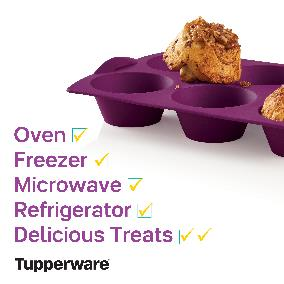 Oven
Freezer
Microwave
Refrigerator
Delicious Treats
Tupperware